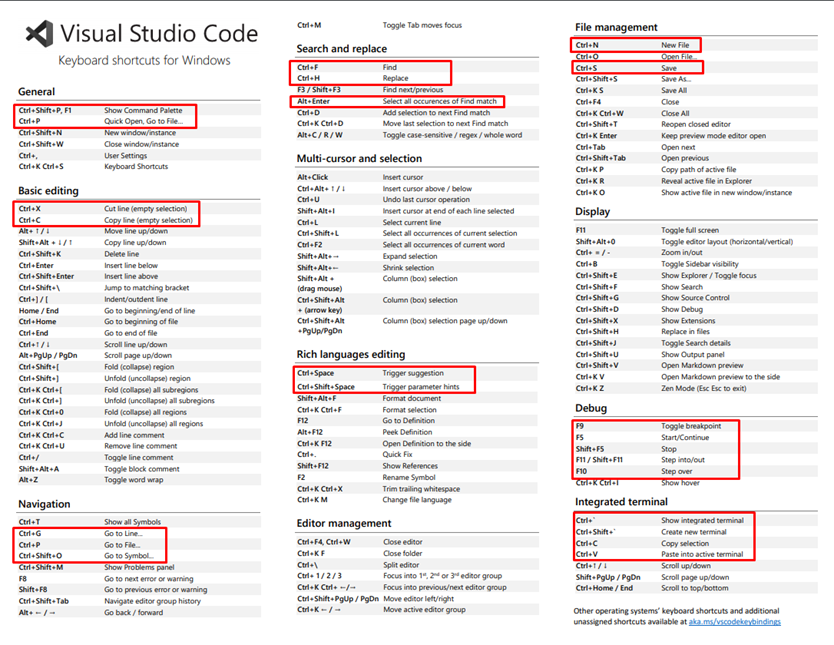 Visual Studio Code
Keyboard shortcuts for Windows
General
Ctrl+Shift+P, F1 Show Command Palette
Ctrl+P Quick Open, Go to File...
Ctrl+Shift+N New window/instance
Ctrl+Shift+W Close window/instance
Ctrl+, User Settings
Ctrl+K Ctrl+S Keyboard Shortcuts
Basic editing
Ctrl+X Cut line (empty selection)
Ctrl+C Copy line (empty selection)
Alt+ ↑ / ↓ Move line up/down
Shift+Alt + ↓ / ↑ Copy line up/down
Ctrl+Shift+K Delete line
Ctrl+Enter Insert line below
Ctrl+Shift+Enter Insert line above
Ctrl+Shift+\ Jump to matching bracket
Ctrl+] / [ Indent/outdent line
Home / End Go to beginning/end of line
Ctrl+Home Go to beginning of file
Ctrl+End Go to end of file
Ctrl+↑ / ↓ Scroll line up/down
Alt+PgUp / PgDn Scroll page up/down
Ctrl+Shift+[ Fold (collapse) region
Ctrl+Shift+] Unfold (uncollapse) region
Ctrl+K Ctrl+[ Fold (collapse) all subregions
Ctrl+K Ctrl+] Unfold (uncollapse) all subregions
Ctrl+K Ctrl+0 Fold (collapse) all regions
Ctrl+K Ctrl+J Unfold (uncollapse) all regions
Ctrl+K Ctrl+C Add line comment
Ctrl+K Ctrl+U Remove line comment
Ctrl+/ Toggle line comment
Shift+Alt+A Toggle block comment
Alt+Z Toggle word wrap
Navigation
Ctrl+T Show all Symbols
Ctrl+G Go to Line...
Ctrl+P Go to File...
Ctrl+Shift+O Go to Symbol...
Ctrl+Shift+M Show Problems panel
F8 Go to next error or warning
Shift+F8 Go to previous error or warning
Ctrl+Shift+Tab Navigate editor group history
Alt+ ← / → Go back / forward
Ctrl+M Toggle Tab moves focus
Search and replace
Ctrl+F Find
Ctrl+H Replace
F3 / Shift+F3 Find next/previous
Alt+Enter Select all occurences of Find match
Ctrl+D Add selection to next Find match
Ctrl+K Ctrl+D Move last selection to next Find match
Alt+C / R / W Toggle case-sensitive / regex / whole word
Multi-cursor and selection
Alt+Click Insert cursor
Ctrl+Alt+ ↑ / ↓ Insert cursor above / below
Ctrl+U Undo last cursor operation
Shift+Alt+I Insert cursor at end of each line selected
Ctrl+L Select current line
Ctrl+Shift+L Select all occurrences of current selection
Ctrl+F2 Select all occurrences of current word
Shift+Alt+→ Expand selection
Shift+Alt+← Shrink selection
Shift+Alt + Column (box) selection
(drag mouse)
Ctrl+Shift+Alt Column (box) selection
+ (arrow key)
Ctrl+Shift+Alt Column (box) selection page up/down
+PgUp/PgDn
Rich languages editing
Ctrl+Space Trigger suggestion
Ctrl+Shift+Space Trigger parameter hints
Shift+Alt+F Format document
Ctrl+K Ctrl+F Format selection
F12 Go to Definition
Alt+F12 Peek Definition
Ctrl+K F12 Open Definition to the side
Ctrl+. Quick Fix
Shift+F12 Show References
F2 Rename Symbol
Ctrl+K Ctrl+X Trim trailing whitespace
Ctrl+K M Change file language
Editor management
Ctrl+F4, Ctrl+W Close editor
Ctrl+K F Close folder
Ctrl+\ Split editor
Ctrl+ 1 / 2 / 3 Focus into 1st, 2nd or 3rd editor group
Ctrl+K Ctrl+ ←/→ Focus into previous/next editor group
Ctrl+Shift+PgUp / PgDn Move editor left/right
Ctrl+K ← / → Move active editor group
File management
Ctrl+N New File
Ctrl+O Open File...
Ctrl+S Save
Ctrl+Shift+S Save As...
Ctrl+K S Save All
Ctrl+F4 Close
Ctrl+K Ctrl+W Close All
Ctrl+Shift+T Reopen closed editor
Ctrl+K Enter Keep preview mode editor open
Ctrl+Tab Open next
Ctrl+Shift+Tab Open previous
Ctrl+K P Copy path of active file
Ctrl+K R Reveal active file in Explorer
Ctrl+K O Show active file in new window/instance
Display
F11 Toggle full screen
Shift+Alt+0 Toggle editor layout (horizontal/vertical)
Ctrl+ = / - Zoom in/out
Ctrl+B Toggle Sidebar visibility
Ctrl+Shift+E Show Explorer / Toggle focus
Ctrl+Shift+F Show Search
Ctrl+Shift+G Show Source Control
Ctrl+Shift+D Show Debug
Ctrl+Shift+X Show Extensions
Ctrl+Shift+H Replace in files
Ctrl+Shift+J Toggle Search details
Ctrl+Shift+U Show Output panel
Ctrl+Shift+V Open Markdown preview
Ctrl+K V Open Markdown preview to the side
Ctrl+K Z Zen Mode (Esc Esc to exit)
Debug
F9 Toggle breakpoint
F5 Start/Continue
Shift+F5 Stop
F11 / Shift+F11 Step into/out
F10 Step over
Ctrl+K Ctrl+I Show hover
Integrated terminal
Ctrl+` Show integrated terminal
Ctrl+Shift+` Create new terminal
Ctrl+C Copy selection
Ctrl+V Paste into active terminal
Ctrl+↑ / ↓ Scroll up/down
Shift+PgUp / PgDn Scroll page up/down
Ctrl+Home / End Scroll to top/bottom
Other operating systems' keyboard shortcuts and additional
unassigned shortcuts available at aka.ms/vscodekeybindings